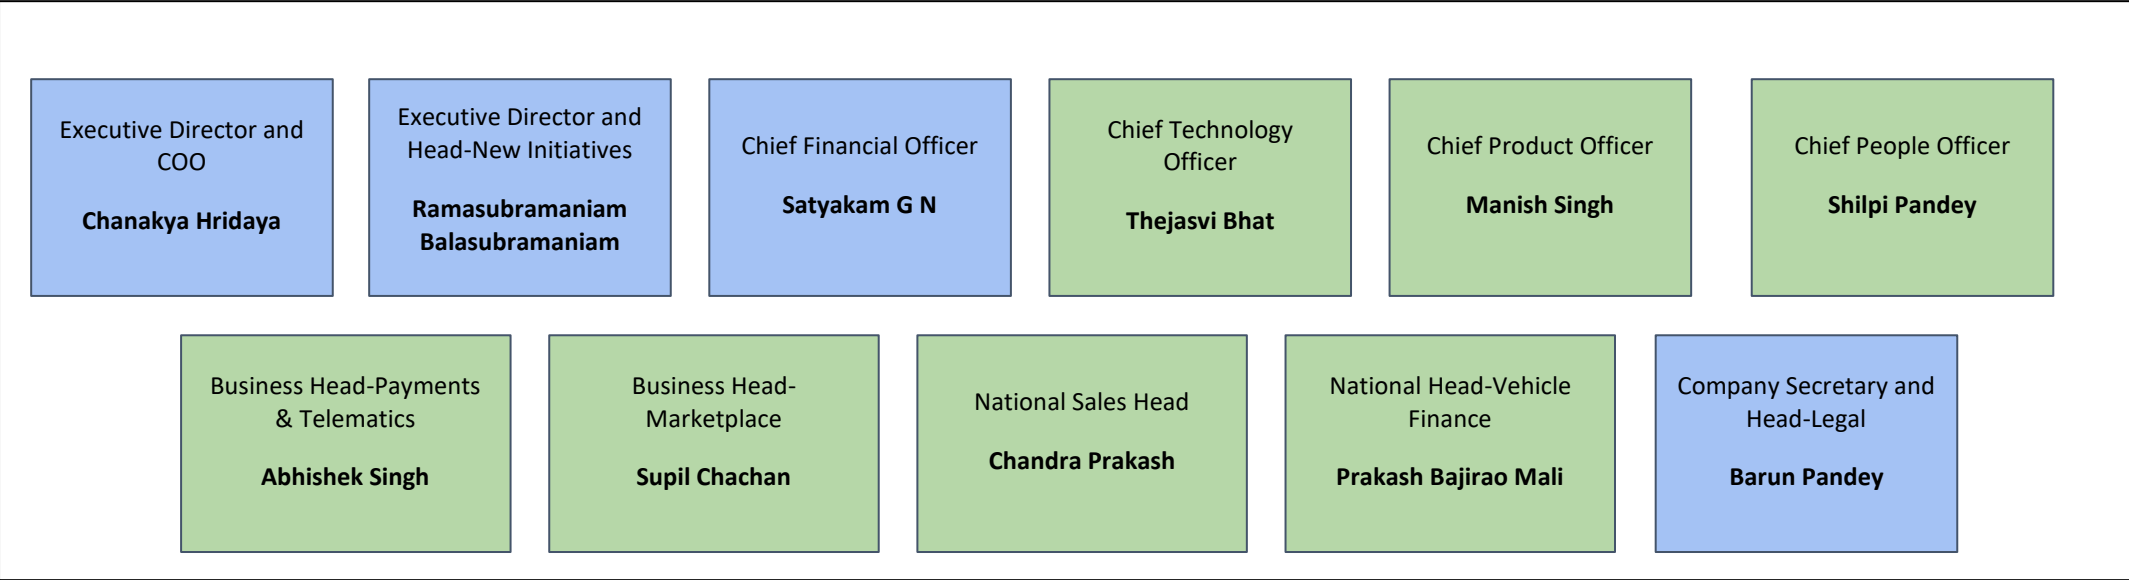 Executive Director and
COO
Chanakya Hridaya
Executive Director and
Head-New Initiatives
Ramasubramaniam
Balasubramaniam
Chief Financial Officer
Satyakam G N
Chief Technology
Officer
Thejasvi Bhat
Chief Product Officer
Manish Singh
Chief People Officer
Shilpi Pandey
Business Head-Payments
& Telematics
Abhishek Singh
Business Head-
Marketplace
Supil Chachan
National Sales Head
Chandra Prakash
National Head-Vehicle
Finance
Prakash Bajirao Mali
Company Secretary and
Head-Legal
Barun Pandey